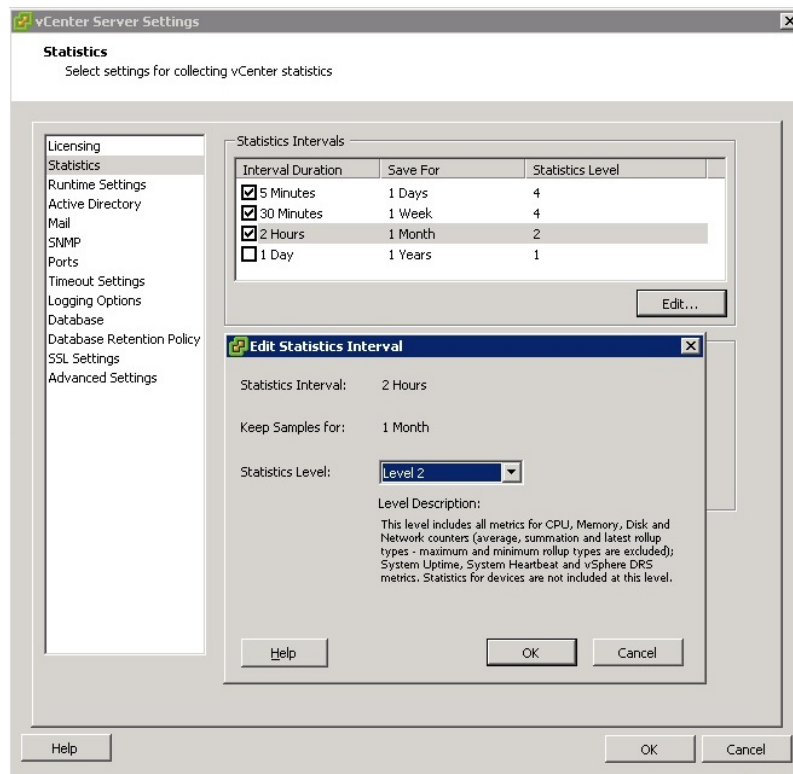 vCenter Server Settings
Statistics
Select settings for collecting vCenter statistics
Licensing
Statistics
Runtime Settings
Active Directory
Mail
SNMP
Ports
Timeout Settings
Logging Options
Database
Database Retention Policy
SSL Settings
Advanced Settings
Statistics Intervals
Interval Duration Save For Statistics Level
5 Minutes 1 Days 4
30 Minutes 1 Week 4
2 Hours 1 Month 2
1 Day 1 Years 1
Edit...
Edit Statistics Interval
Statistics Interval: 2 Hours
Keep Samples for: 1 Month
Statistics Level: Level 2
Level Description:
This level includes all metrics for CPU, Memory, Disk and
Network counters (average, summation and latest rollup
types - maximum and minimum rollup types are excluded);
System Uptime, System Heartbeat and vSphere DRS
metrics. Statistics for devices are not included at this level.
Help OK Cancel
Help OK Cancel